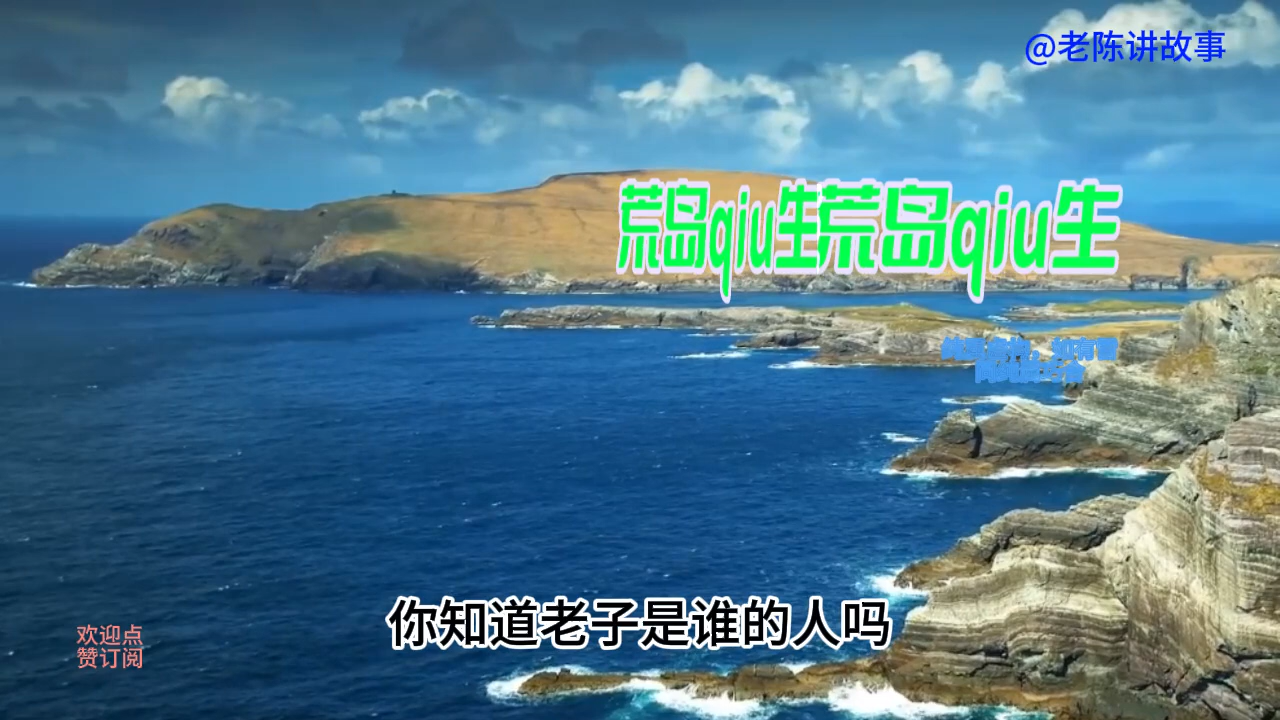 @老陈讲故事
荒岛qiu生荒岛qiu生
你知道老子是谁的人吗
欢迎点
赞订阅